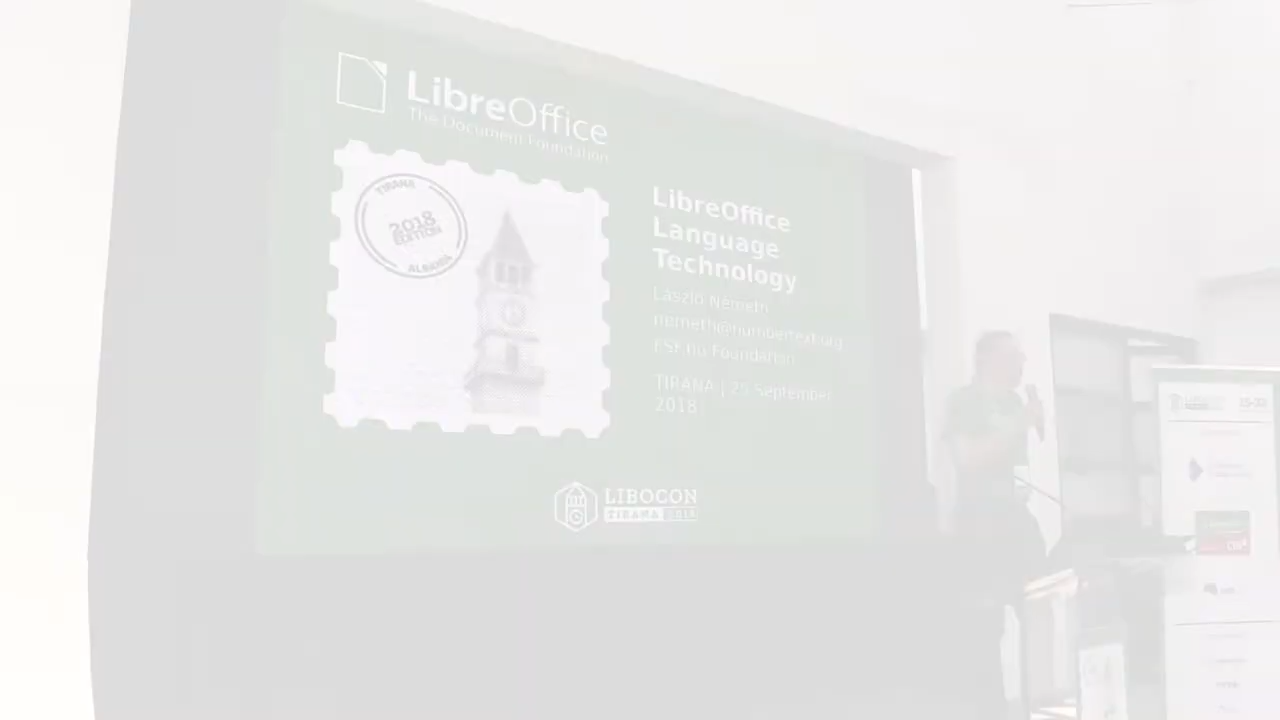 LibreOffice
The Document Foundation
TIRANA
2018
EDITION
ALBANIA
LibreOffice
Language
Technology
László Németh
nemeth@numbertext.org
FSF.hu Foundation
TIRANA | 25 September
2018
LIBOCON
TIRANA 2018